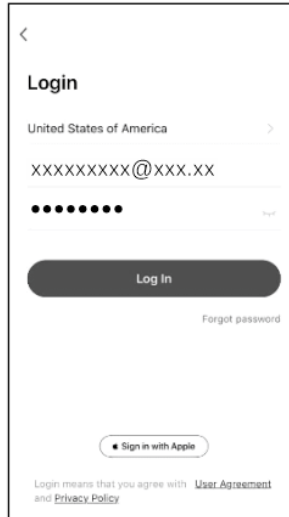 Login
United States of America
xxxxxxxxx@xxx.xx
••••••••
Log In
Forgot password
Sign in with Apple
Login means that you agree with User Agreement
and Privacy Policy